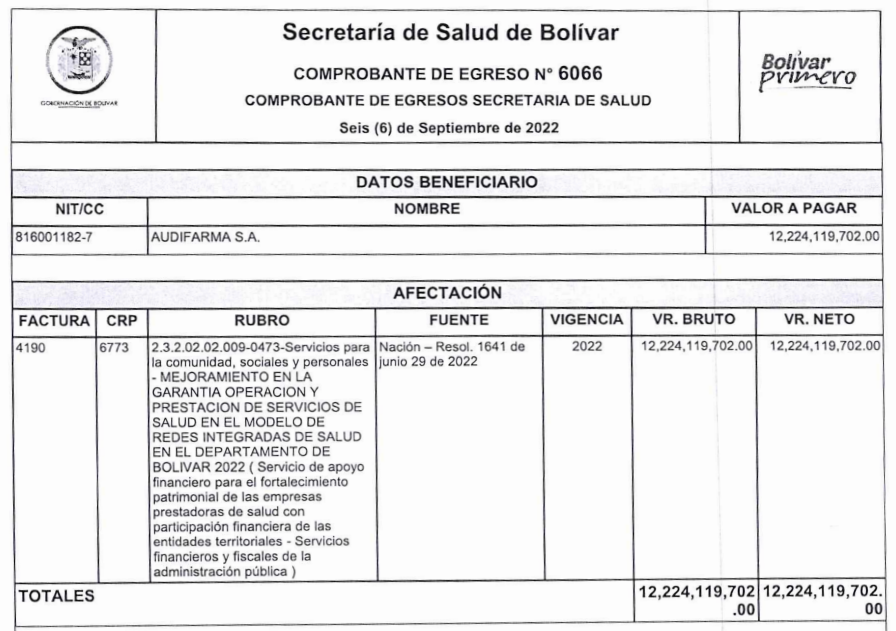 Secretaría de Salud de Bolívar
COMPROBANTE DE EGRESO N° 6066
COMPROBANTE DE EGRESOS SECRETARIA DE SALUD
Seis (6) de Septiembre de 2022
GOBERNACIÓN DE BOLIVAR
Bolívar
primero
DATOS BENEFICIARIO
NIT/CC NOMBRE VALOR A PAGAR
816001182-7 AUDIFARMA S.A. 12,224,119,702.00
AFECTACIÓN
FACTURA CRP RUBRO FUENTE VIGENCIA VR. BRUTO VR. NETO
4190 6773 2.3.2.02.02.009-0473-Servicios para Nación – Resol. 1641 de 2022 12,224,119,702.00 12,224,119,702.00
la comunidad, sociales y personales junio 29 de 2022
- MEJORAMIENTO EN LA
GARANTIA OPERACION Y
PRESTACION DE SERVICIOS DE
SALUD EN EL MODELO DE
REDES INTEGRADAS DE SALUD
EN EL DEPARTAMENTO DE
BOLIVAR 2022 ( Servicio de apoyo
financiero para el fortalecimiento
patrimonial de las empresas
prestadoras de salud con
participación financiera de las
entidades territoriales - Servicios
financieros y fiscales de la
administración pública )
TOTALES 12,224,119,702 12,224,119,702.
.00 00